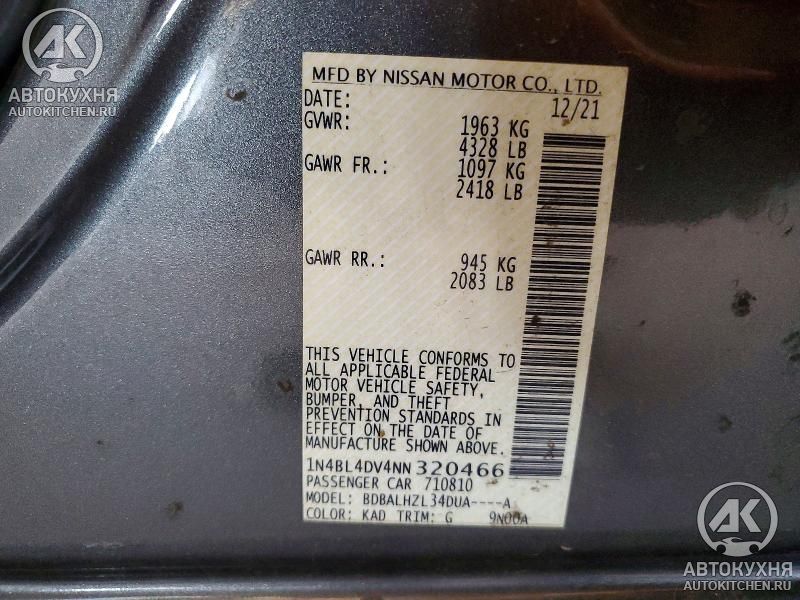 AK
АВТОКУХНЯ
AUTOKITCHEN.RU
MFD BY NISSAN MOTOR CO., LTD.
DATE: 12/21
GVWR: 1963 KG
4328 LB
GAWR FR.: 1097 KG
2418 LB
GAWR RR.: 945 KG
2083 LB
THIS VEHICLE CONFORMS TO
ALL APPLICABLE FEDERAL
MOTOR VEHICLE SAFETY,
BUMPER, AND THEFT
PREVENTION STANDARDS IN
EFFECT ON THE DATE OF
MANUFACTURE SHOWN ABOVE.
1N4BL4DV4NN320466
PASSENGER CAR 710810
MODEL: BDBALHZL34DUA----A
COLOR: KAD TRIM: G 9N00A
AK
АВТОКУХНЯ
AUTOKITCHEN.RU